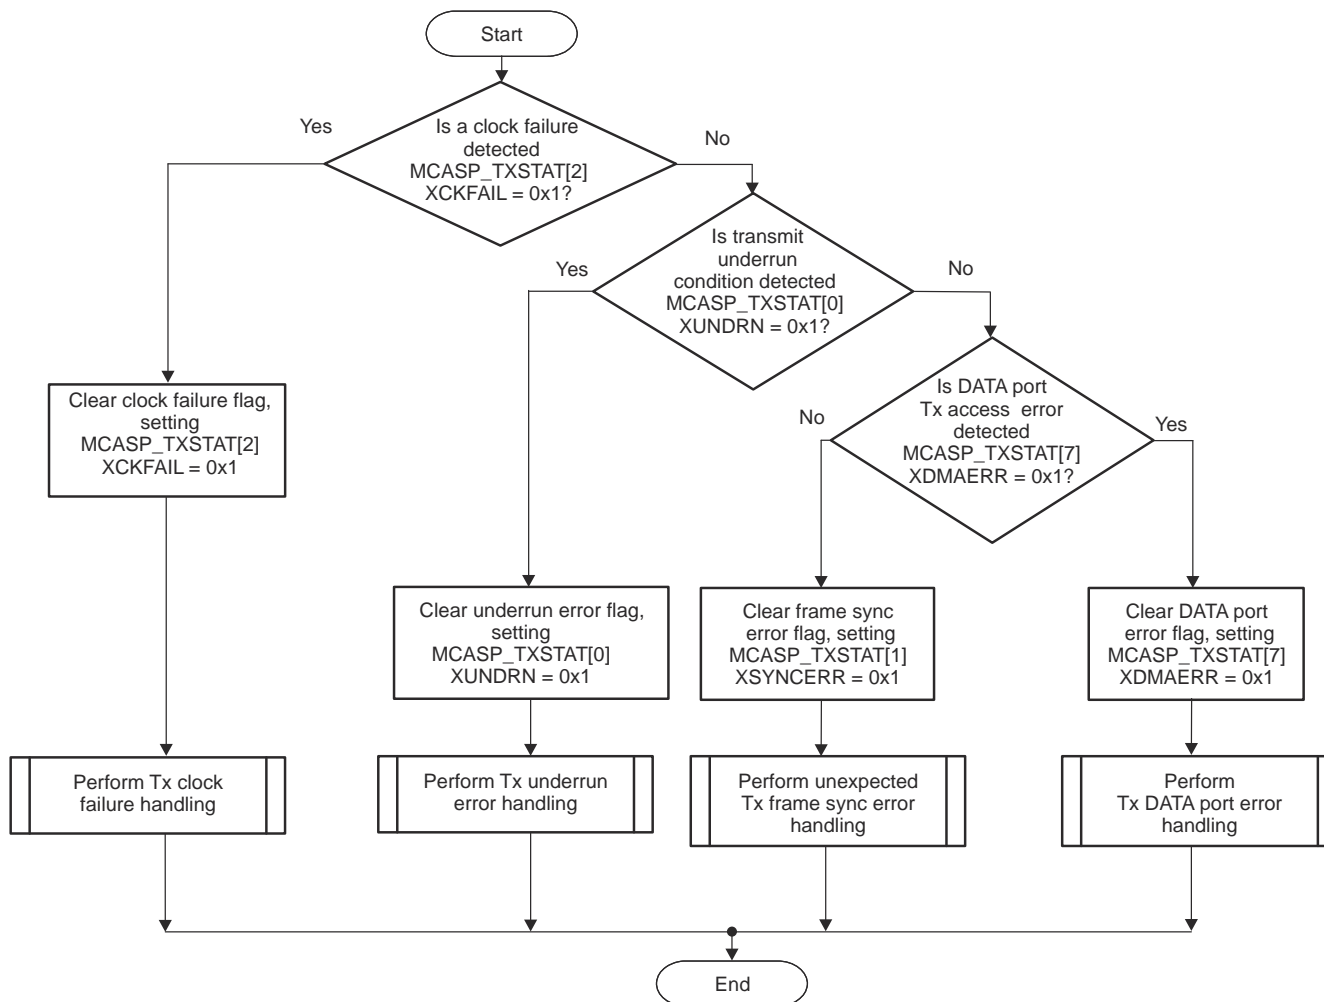 Start
Is a clock failure
detected
MCASP_TXSTAT[2]
XCKFAIL = 0x1?
Yes
No
Is transmit
underrun
condition detected
MCASP_TXSTAT[0]
XUNDRN = 0x1?
Yes
No
Is DATA port
Tx access error
detected
MCASP_TXSTAT[7]
XDMAERR = 0x1?
No
Yes
Clear clock failure flag,
setting
MCASP_TXSTAT[2]
XCKFAIL = 0x1
Clear underrun error flag,
setting
MCASP_TXSTAT[0]
XUNDRN = 0x1
Clear frame sync
error flag, setting
MCASP_TXSTAT[1]
XSYNCERR = 0x1
Clear DATA port
error flag, setting
MCASP_TXSTAT[7]
XDMAERR = 0x1
Perform Tx clock
failure handling
Perform Tx underrun
error handling
Perform unexpected
Tx frame sync error
handling
Perform
Tx DATA port error
handling
End